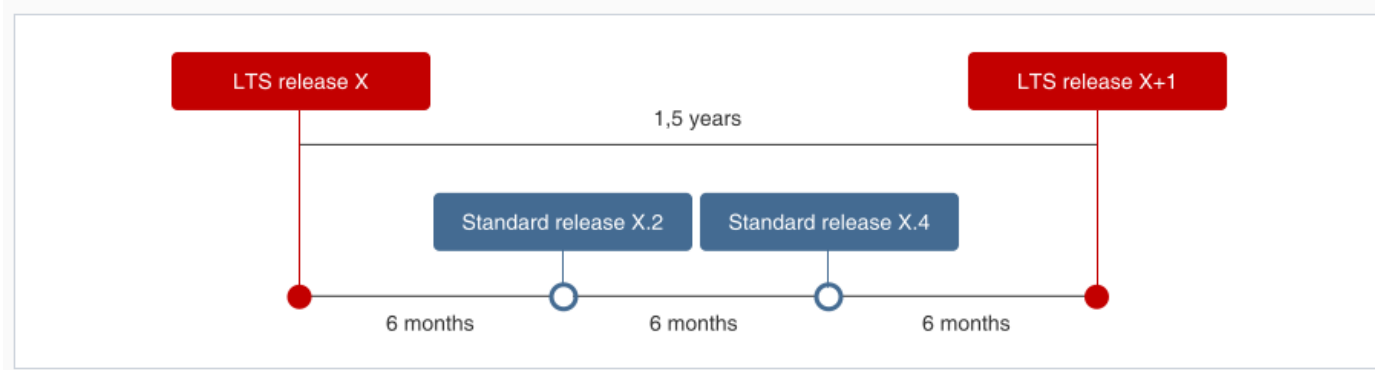 LTS release X
LTS release X+1
1,5 years
Standard release X.2
Standard release X.4
6 months
6 months
6 months